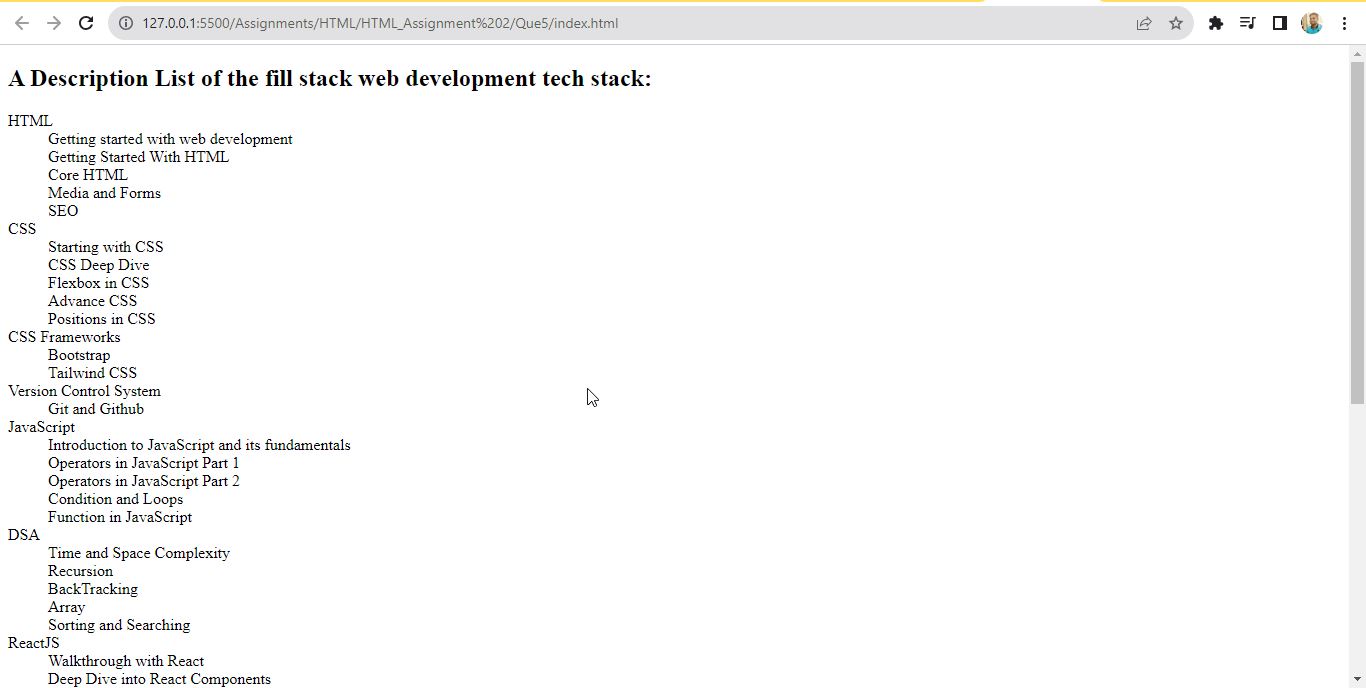 127.0.0.1:5500/Assignments/HTML/HTML_Assignment%202/Que5/index.html
A Description List of the fill stack web development tech stack:
HTML
Getting started with web development
Getting Started With HTML
Core HTML
Media and Forms
SEO
CSS
Starting with CSS
CSS Deep Dive
Flexbox in CSS
Advance CSS
Positions in CSS
CSS Frameworks
Bootstrap
Tailwind CSS
Version Control System
Git and Github
JavaScript
Introduction to JavaScript and its fundamentals
Operators in JavaScript Part 1
Operators in JavaScript Part 2
Condition and Loops
Function in JavaScript
DSA
Time and Space Complexity
Recursion
BackTracking
Array
Sorting and Searching
ReactJS
Walkthrough with React
Deep Dive into React Components